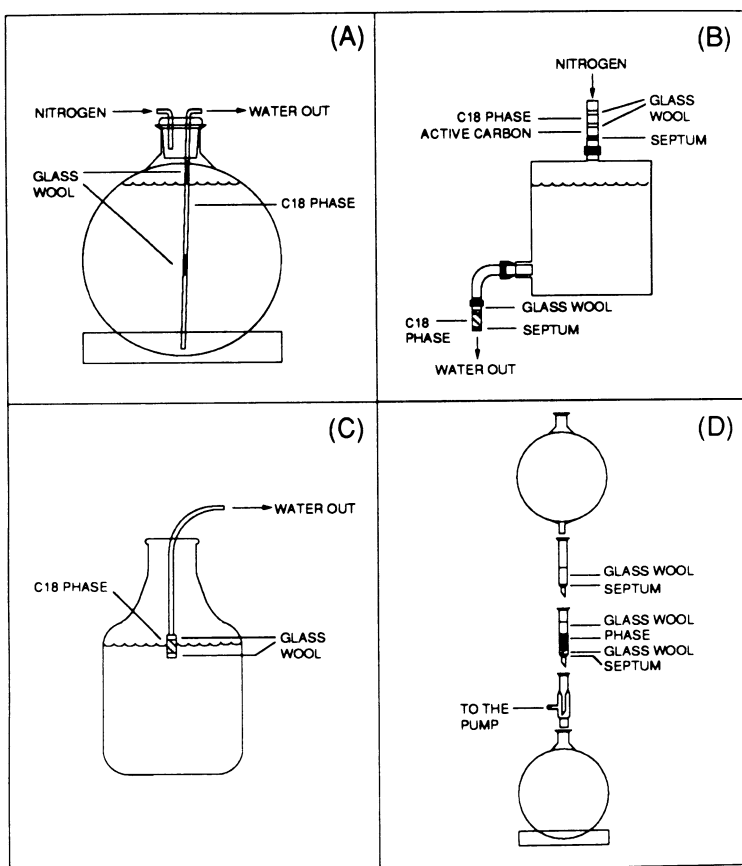 (A)
NITROGEN
WATER OUT
GLASS
WOOL
C18 PHASE
(B)
NITROGEN
C18 PHASE
ACTIVE CARBON
GLASS
WOOL
SEPTUM
GLASS WOOL
C18
PHASE
SEPTUM
WATER OUT
(C)
WATER OUT
C18 PHASE
GLASS
WOOL
(D)
GLASS WOOL
SEPTUM
GLASS WOOL
PHASE
GLASS WOOL
SEPTUM
TO THE
PUMP